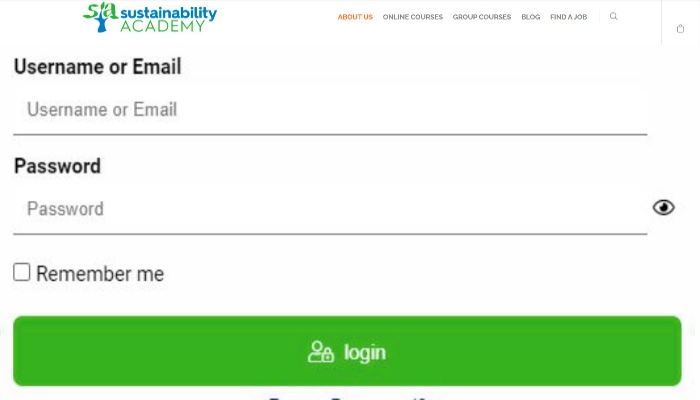 sa sustainability
ACADEMY
ABOUT US ONLINE COURSES GROUP COURSES BLOG FIND A JOB
Username or Email
Username or Email
Password
Password
Remember me
login